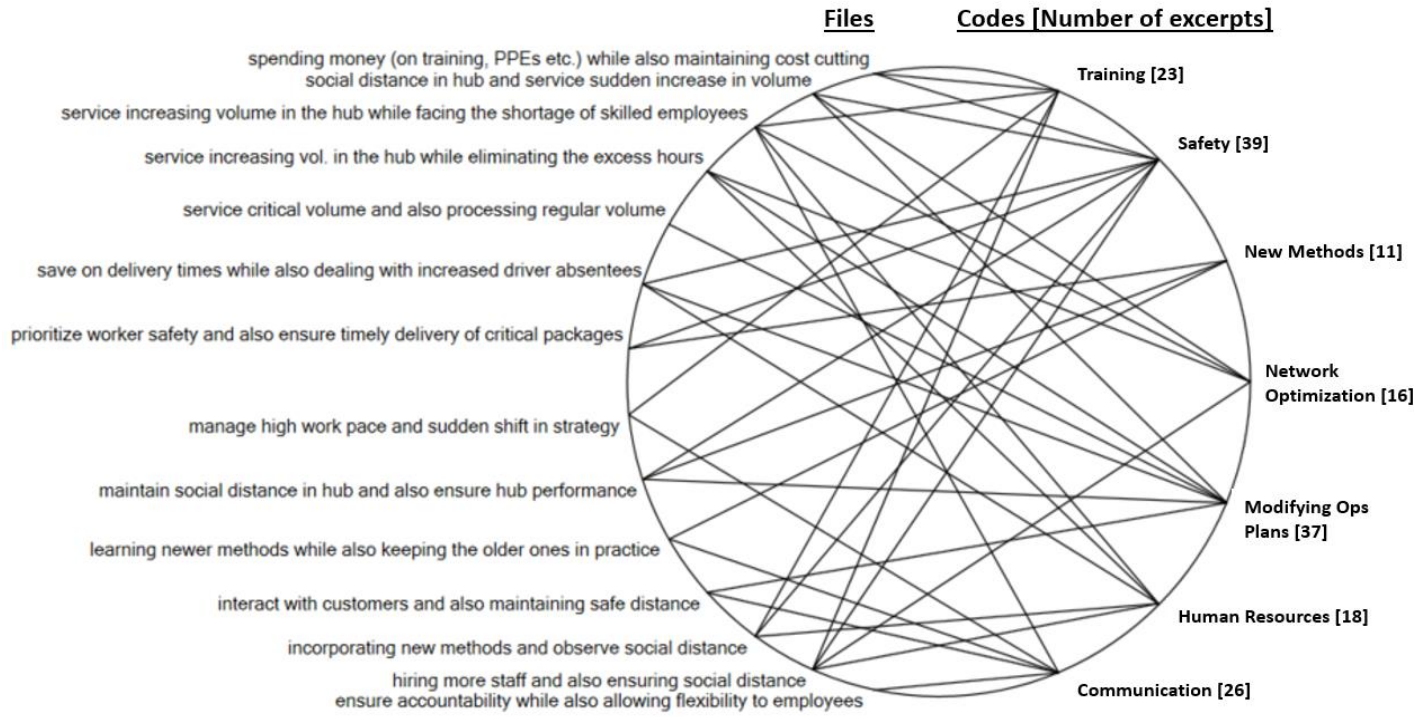 Files
Codes [Number of excerpts]
spending money (on training, PPEs etc.) while also maintaining cost cutting
social distance in hub and service sudden increase in volume
service increasing volume in the hub while facing the shortage of skilled employees
service increasing vol. in the hub while eliminating the excess hours
service critical volume and also processing regular volume
save on delivery times while also dealing with increased driver absentees
prioritize worker safety and also ensure timely delivery of critical packages
manage high work pace and sudden shift in strategy
maintain social distance in hub and also ensure hub performance
learning newer methods while also keeping the older ones in practice
interact with customers and also maintaining safe distance
incorporating new methods and observe social distance
hiring more staff and also ensuring social distance
ensure accountability while also allowing flexibility to employees
Training [23]
Safety [39]
New Methods [11]
Network
Optimization [16]
Modifying Ops
Plans [37]
Human Resources [18]
Communication [26]